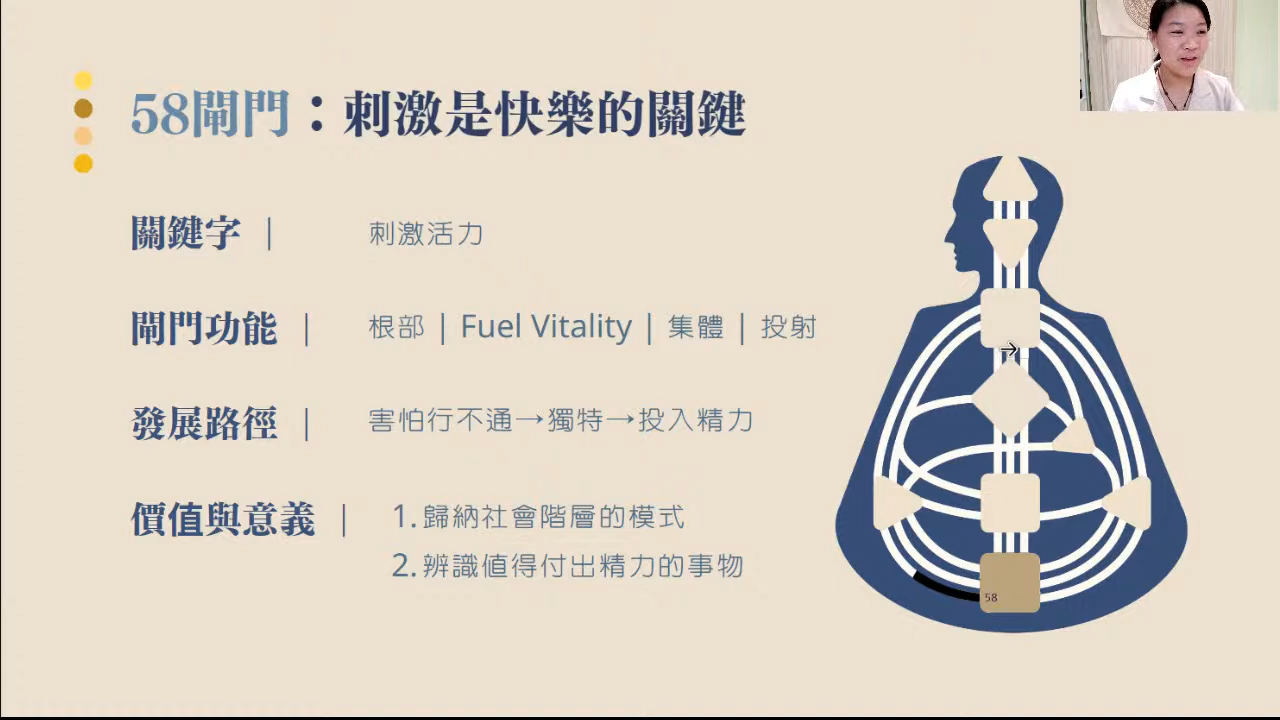 58閘門：刺激是快樂的關鍵
關鍵字 | 刺激活力
閘門功能 | 根部 | Fuel Vitality | 集體 | 投射
發展路徑 | 害怕行不通→獨特→投入精力
價值與意義 | 1. 歸納社會階層的模式
2. 辨識值得付出精力的事物
58